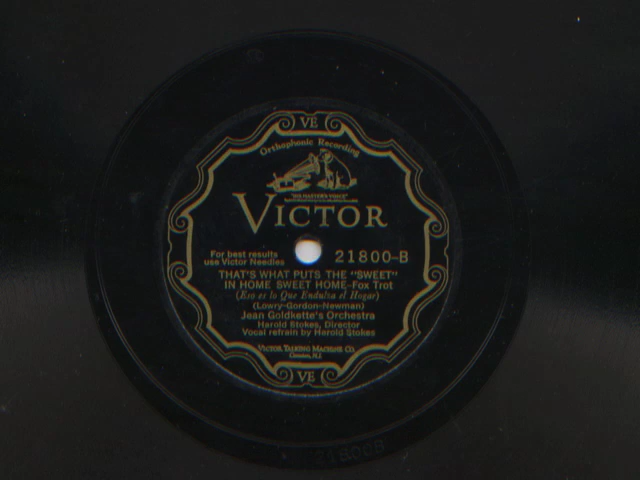 VE
Orthophonic Recording
"HIS MASTER'S VOICE"
VICTOR
For best results
use Victor Needles
21800-B
THAT'S WHAT PUTS THE "SWEET"
IN HOME SWEET HOME-Fox Trot
(Eso es lo Que Endulza el Hogar)
(Lowry-Gordon-Newman)
Jean Goldkette's Orchestra
Harold Stokes, Director
Vocal refrain by Harold Stokes
VICTOR TALKING MACHINE CO.
Camden, N.J.
VE
21800B